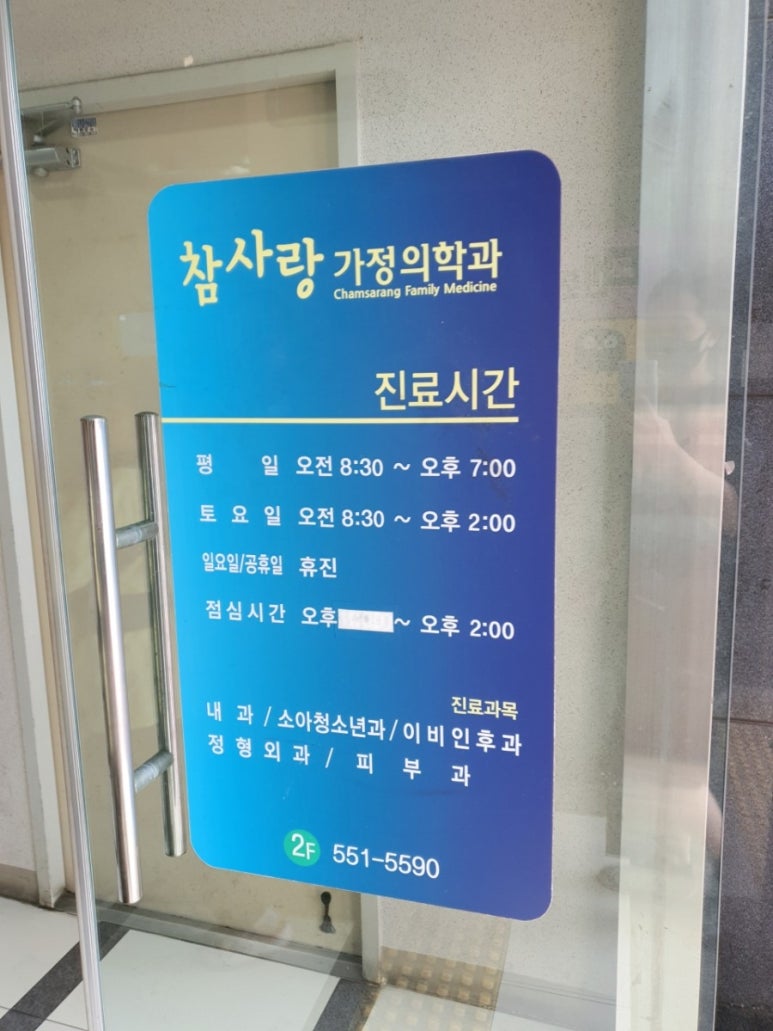 참사랑 가정의학과
Chamsarang Family Medicine
진료시간
평 일 오전 8:30 ~ 오후 7:00
토 요 일 오전 8:30 ~ 오후 2:00
일요일/공휴일 휴진
점심시간 오후 ~ 오후 2:00
진료과목
내 과 / 소아청소년과 / 이비인후과
정형외과 / 피 부 과
2F 551-5590